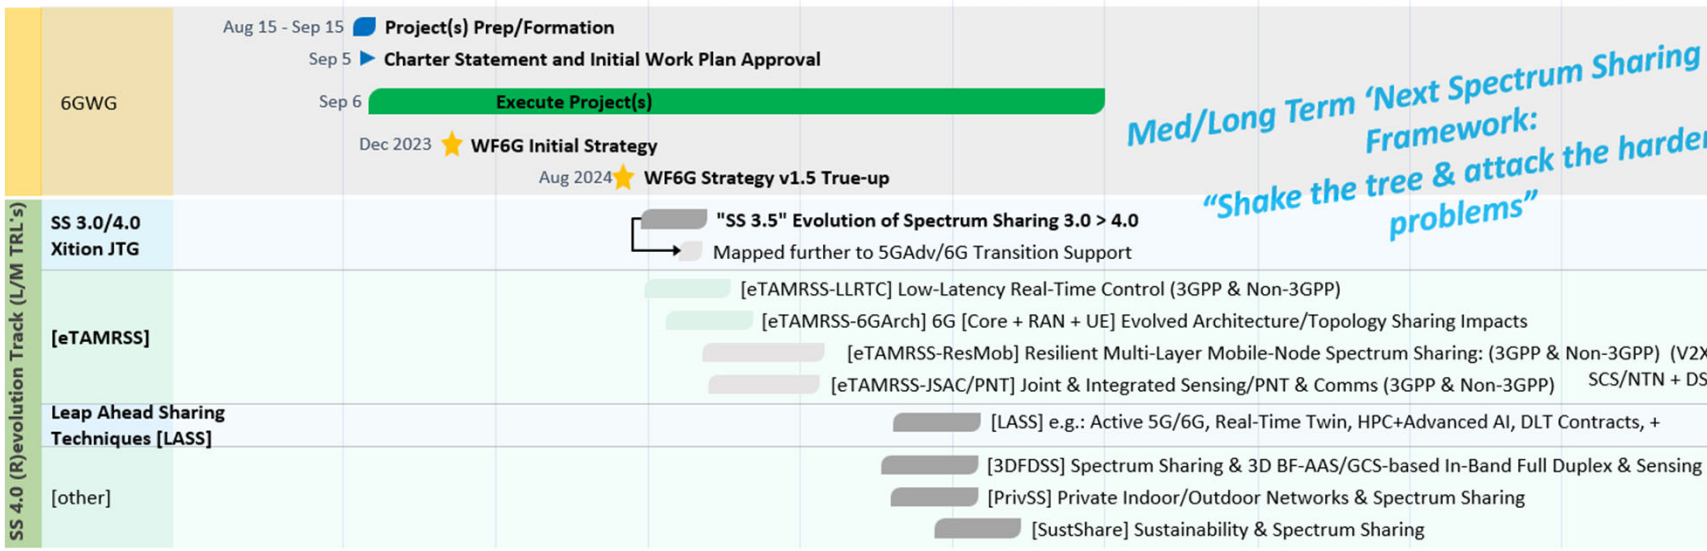 Aug 15 - Sep 15 Project(s) Prep/Formation
Sep 5 Charter Statement and Initial Work Plan Approval
6GWG
Sep 6 Execute Project(s)
Dec 2023 WF6G Initial Strategy
Aug 2024 WF6G Strategy v1.5 True-up
Med/Long Term ‘Next Spectrum Sharing
Framework:
“Shake the tree & attack the harder
problems”
SS 4.0 (R)evolution Track (L/M TRL's)
SS 3.0/4.0
Xition JTG
"SS 3.5" Evolution of Spectrum Sharing 3.0 > 4.0
Mapped further to 5GAdv/6G Transition Support
[eTAMRSS]
[eTAMRSS-LLRTC] Low-Latency Real-Time Control (3GPP & Non-3GPP)
[eTAMRSS-6GArch] 6G [Core + RAN + UE] Evolved Architecture/Topology Sharing Impacts
[eTAMRSS-ResMob] Resilient Multi-Layer Mobile-Node Spectrum Sharing: (3GPP & Non-3GPP) (V2X
SCS/NTN + DS
[eTAMRSS-JSAC/PNT] Joint & Integrated Sensing/PNT & Comms (3GPP & Non-3GPP)
Leap Ahead Sharing
Techniques [LASS]
[LASS] e.g.: Active 5G/6G, Real-Time Twin, HPC+Advanced AI, DLT Contracts, +
[other]
[3DFDSS] Spectrum Sharing & 3D BF-AAS/GCS-based In-Band Full Duplex & Sensing
[PrivSS] Private Indoor/Outdoor Networks & Spectrum Sharing
[SustShare] Sustainability & Spectrum Sharing